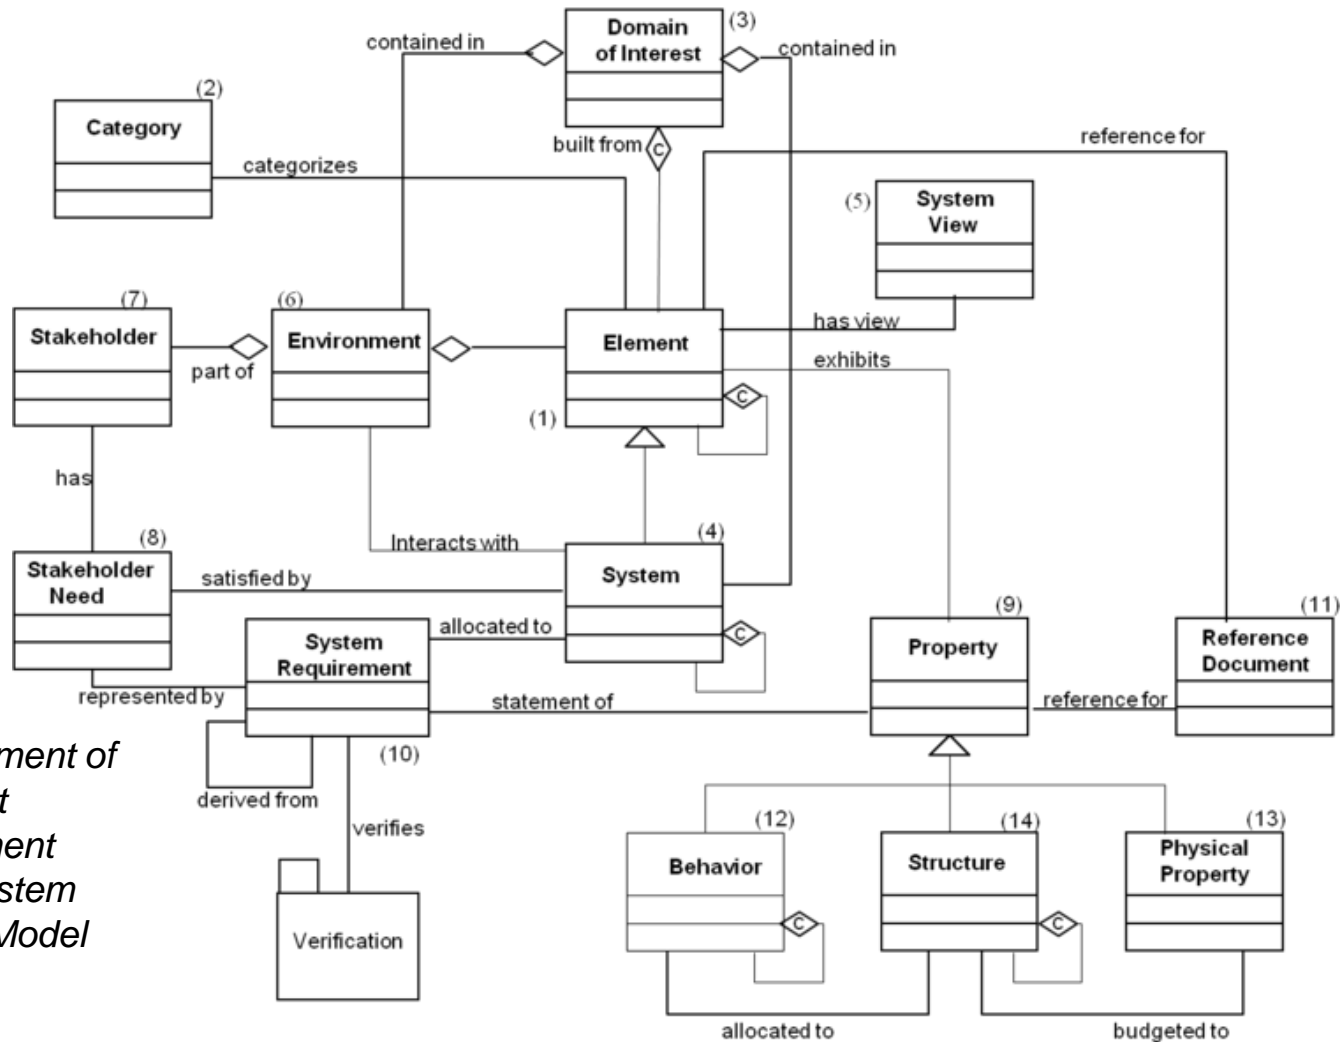 Domain
of Interest
(3)
contained in
contained in
(2)
Category
built from
C
reference for
categorizes
(5)
System
View
(7)
Stakeholder
(6)
Environment
Element
has view
part of
exhibits
C
(1)
has
Interacts with
(4)
(8)
Stakeholder
Need
satisfied by
System
(9)
(11)
System
Requirement
allocated to
C
Property
Reference
Document
represented by
statement of
reference for
(10)
derived from
verifies
ment of
t
nent
stem
Model
Verification
(12)
Behavior
C
(14)
Structure
C
(13)
Physical
Property
allocated to
budgeted to